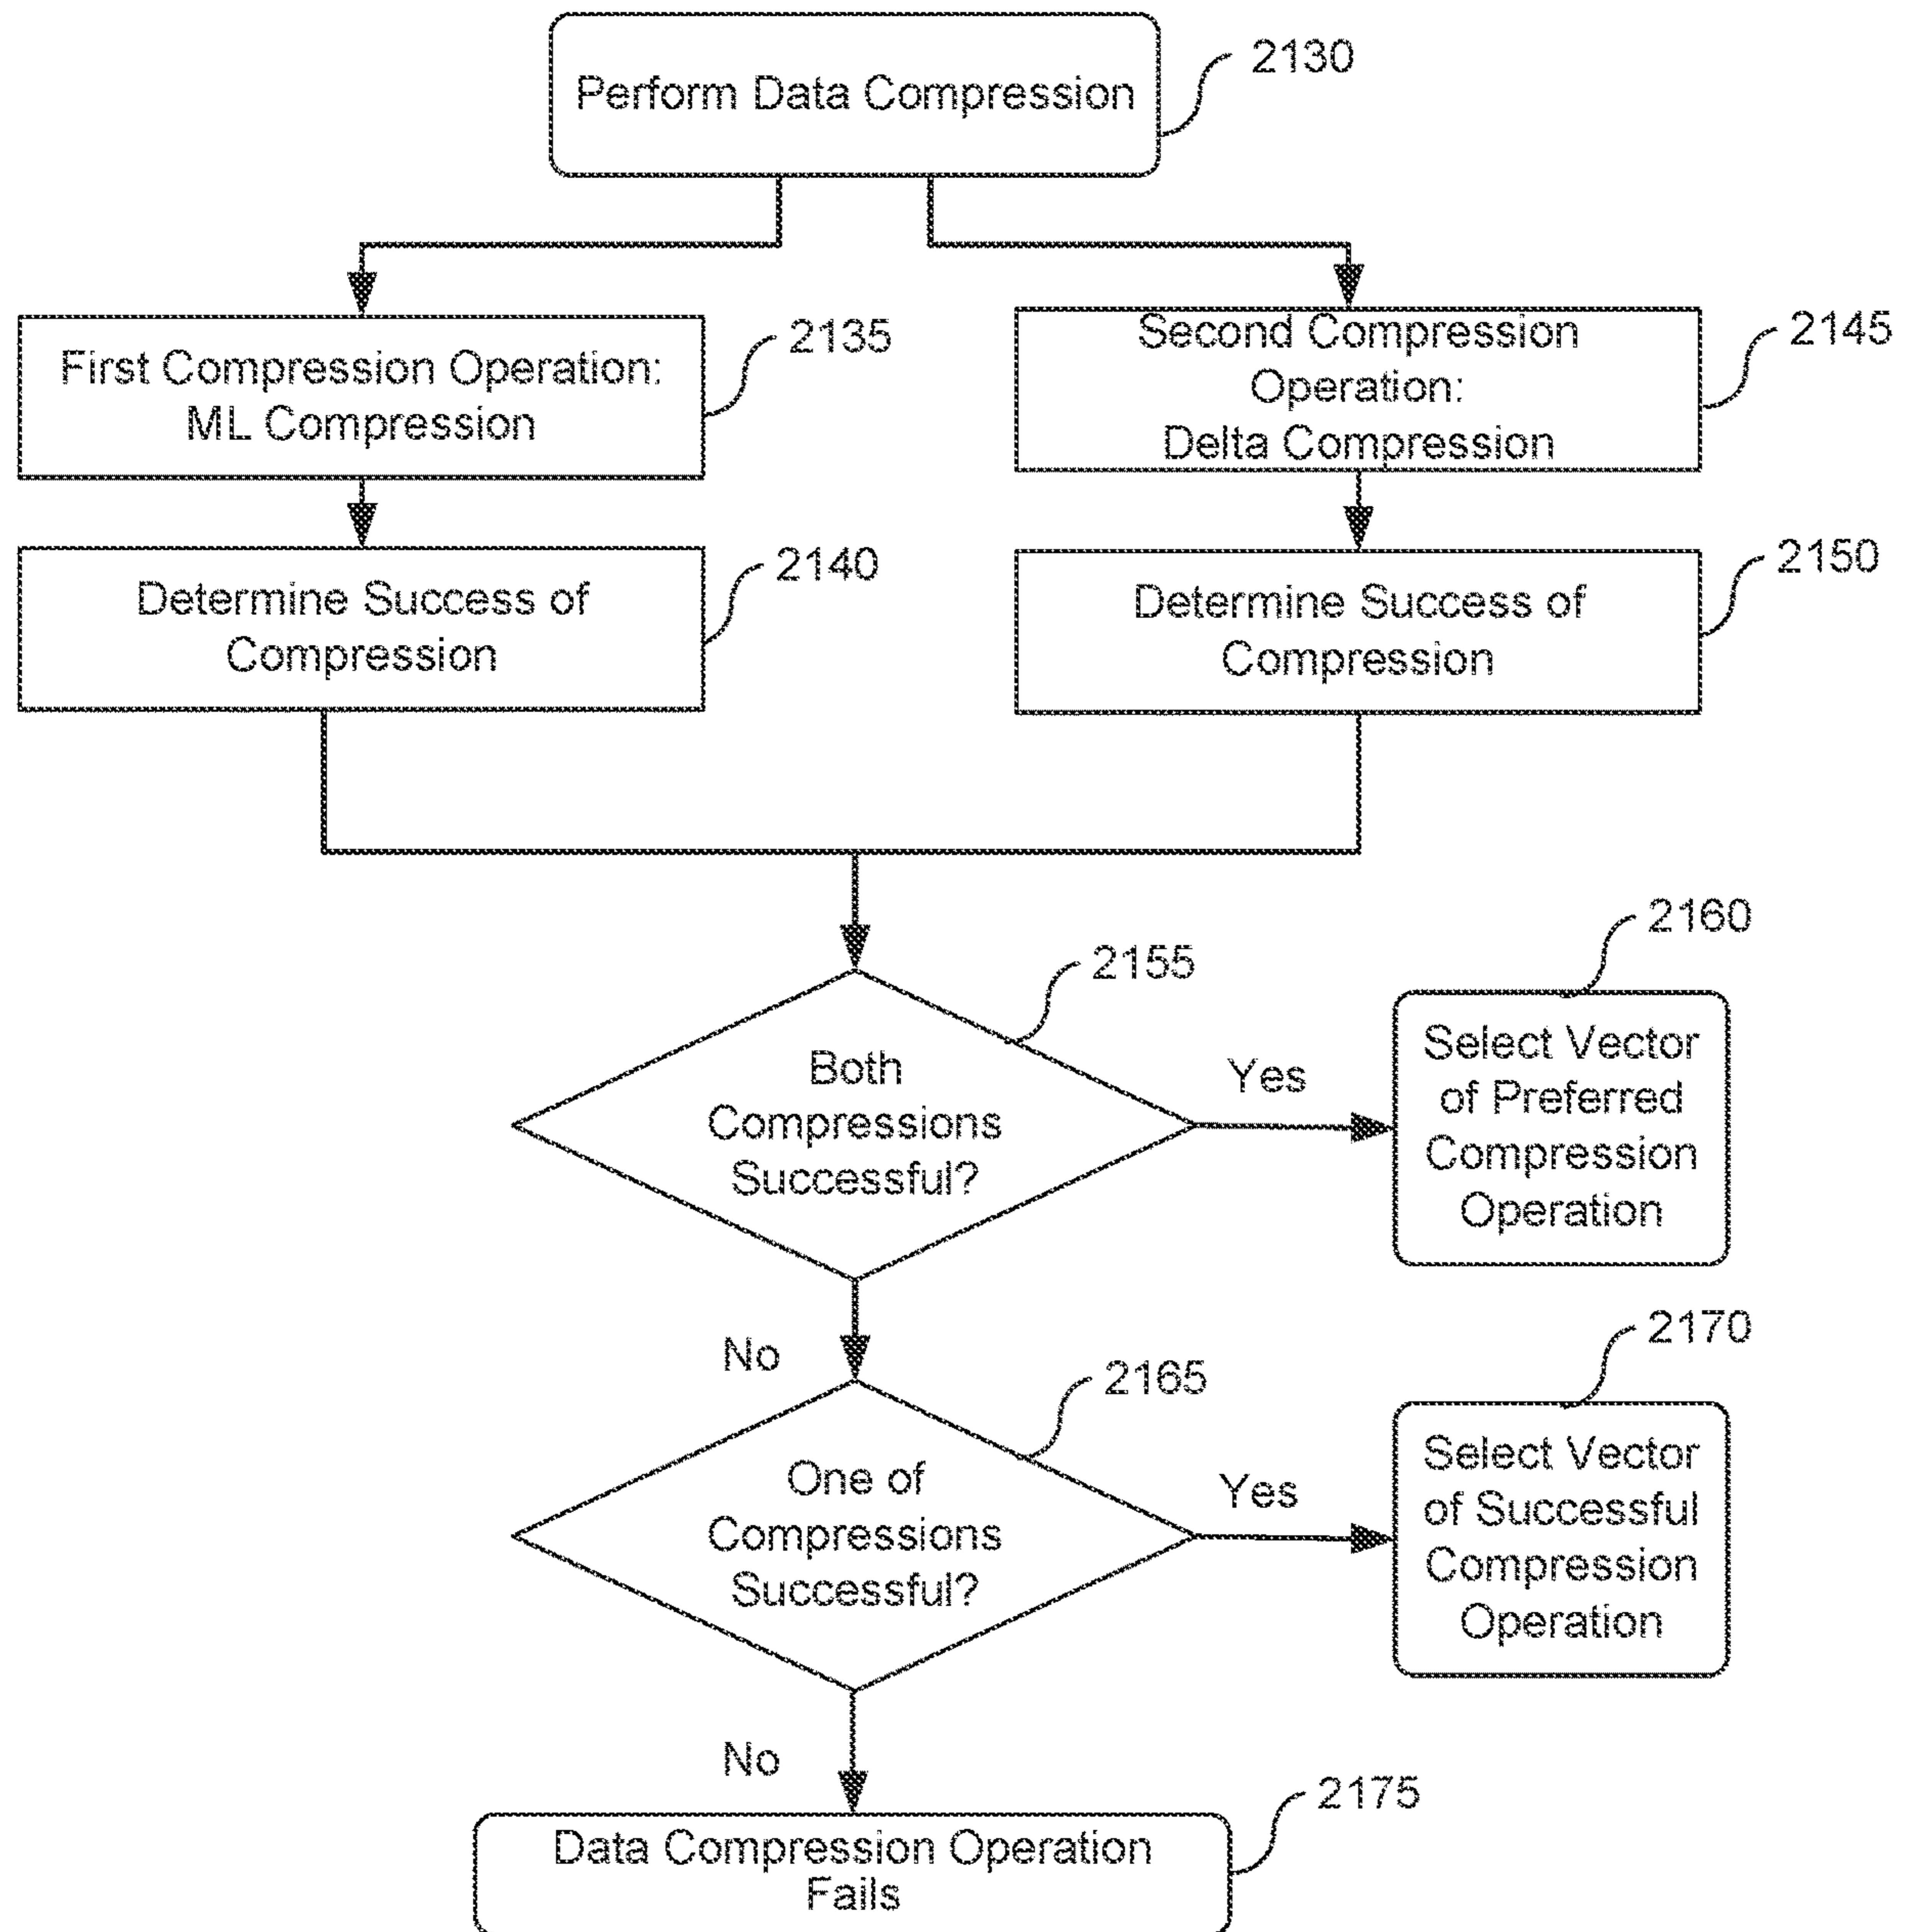 Perform Data Compression
2130
First Compression Operation:
ML Compression
2135
Second Compression
Operation:
Delta Compression
2145
Determine Success of
Compression
2140
Determine Success of
Compression
2150
Both
Compressions
Successful?
2155
Yes
Select Vector
of Preferred
Compression
Operation
2160
No
One of
Compressions
Successful?
2165
Yes
Select Vector
of Successful
Compression
Operation
2170
No
Data Compression Operation
Fails
2175